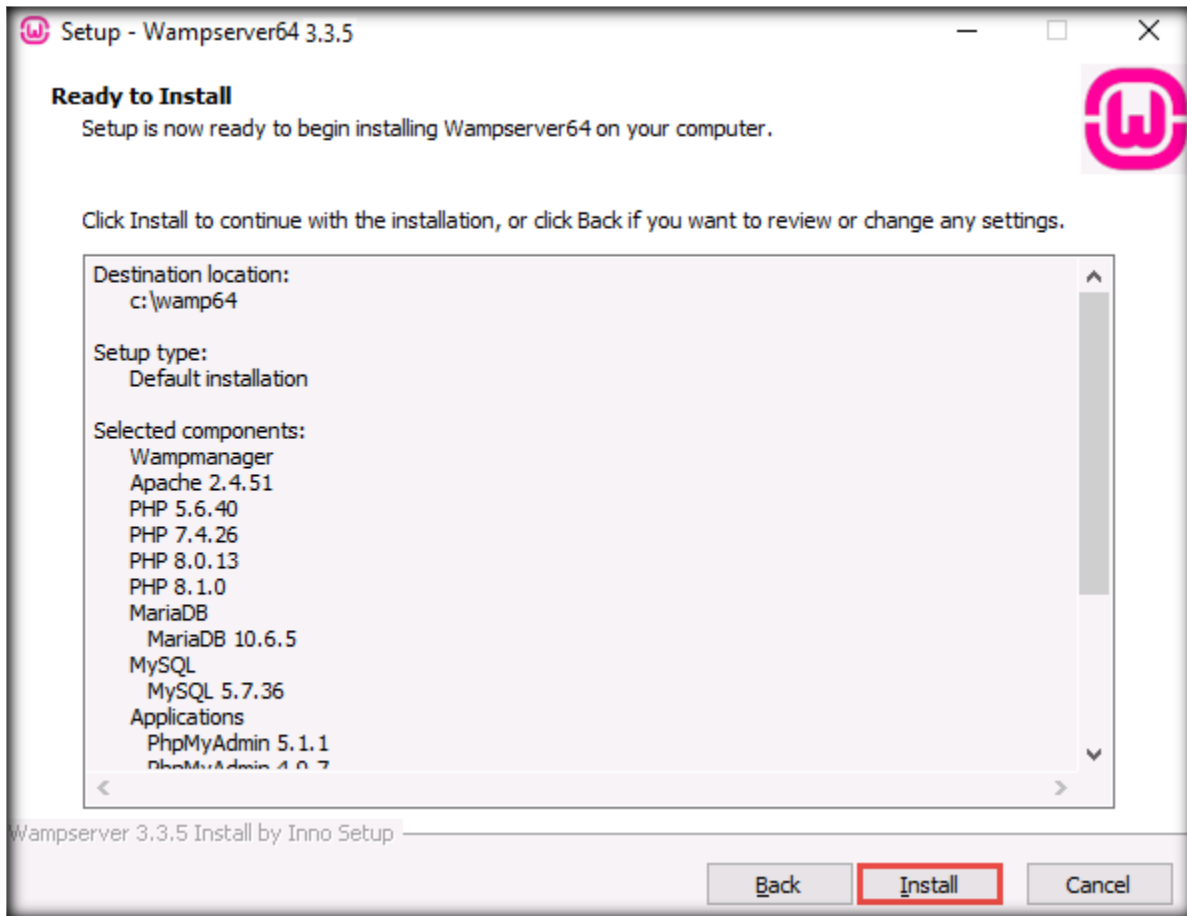 Setup - Wampserver64 3.3.5
Ready to Install
Setup is now ready to begin installing Wampserver64 on your computer.
Click Install to continue with the installation, or click Back if you want to review or change any settings.
Destination location:
c:\wamp64
Setup type:
Default installation
Selected components:
Wampmanager
Apache 2.4.51
PHP 5.6.40
PHP 7.4.26
PHP 8.0.13
PHP 8.1.0
MariaDB
MariaDB 10.6.5
MySQL
MySQL 5.7.36
Applications
PhpMyAdmin 5.1.1
PhpMyAdmin 4.9.7
Wampserver 3.3.5 Install by Inno Setup
Back
Install
Cancel